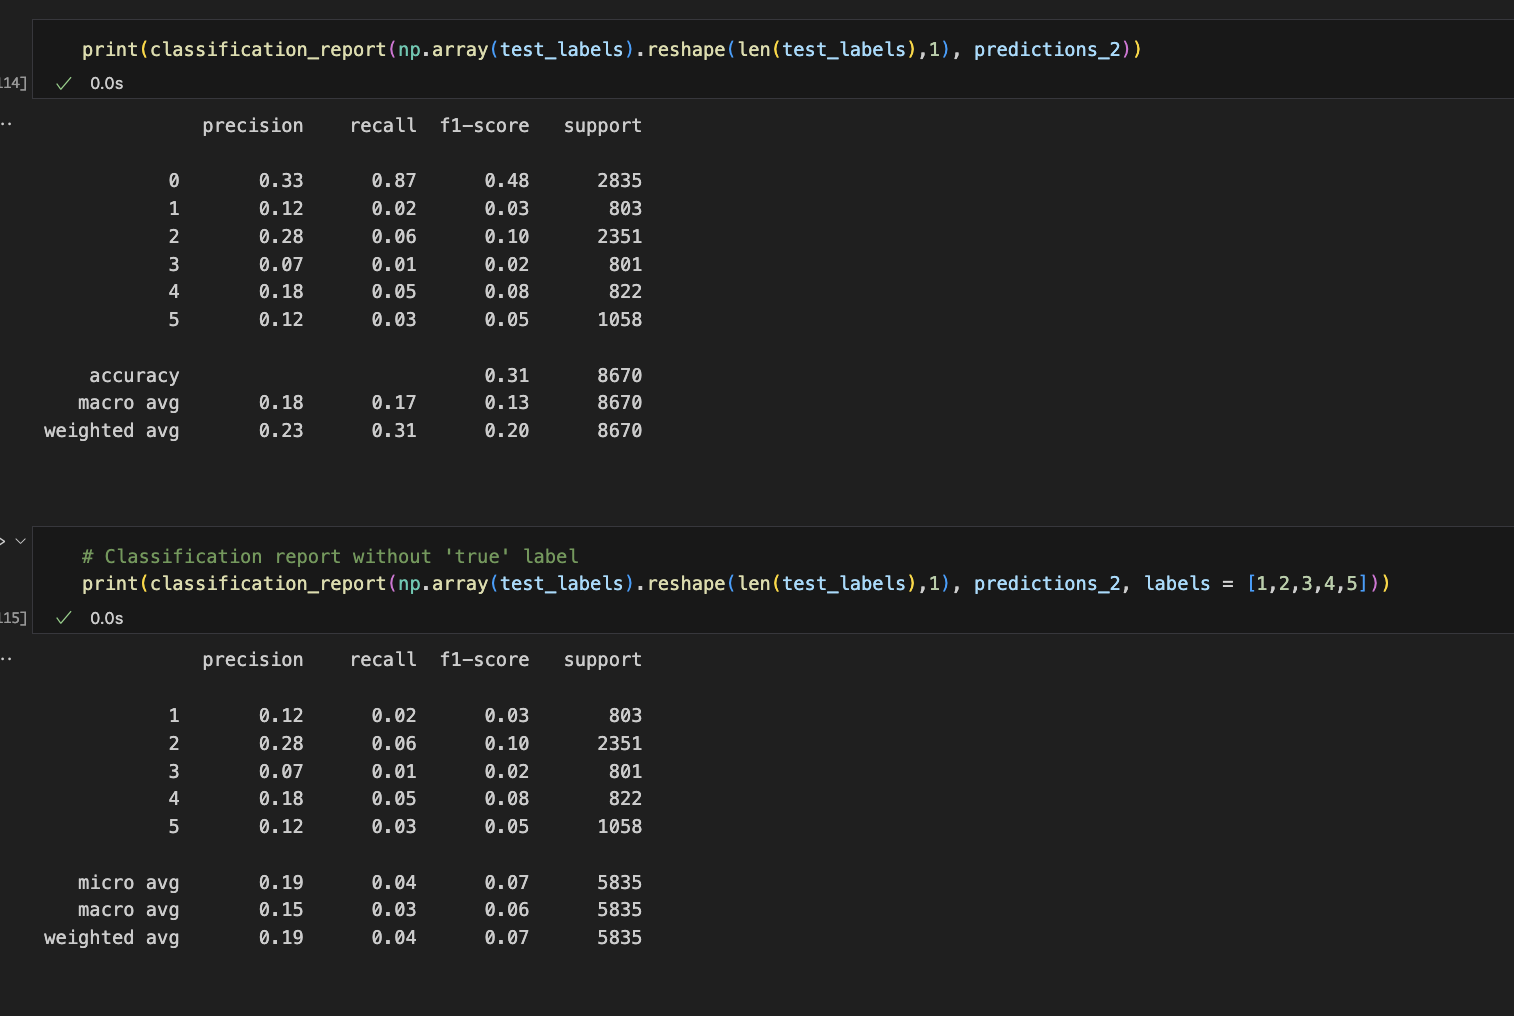 print(classification_report(np.array(test_labels).reshape(len(test_labels),1), predictions_2))
14]
0.0s
precision recall f1-score support
0 0.33 0.87 0.48 2835
1 0.12 0.02 0.03 803
2 0.28 0.06 0.10 2351
3 0.07 0.01 0.02 801
4 0.18 0.05 0.08 822
5 0.12 0.03 0.05 1058
accuracy 0.31 8670
macro avg 0.18 0.17 0.13 8670
weighted avg 0.23 0.31 0.20 8670
# Classification report without 'true' label
print(classification_report(np.array(test_labels).reshape(len(test_labels),1), predictions_2, labels = [1,2,3,4,5]))
15]
0.0s
precision recall f1-score support
1 0.12 0.02 0.03 803
2 0.28 0.06 0.10 2351
3 0.07 0.01 0.02 801
4 0.18 0.05 0.08 822
5 0.12 0.03 0.05 1058
micro avg 0.19 0.04 0.07 5835
macro avg 0.15 0.03 0.06 5835
weighted avg 0.19 0.04 0.07 5835